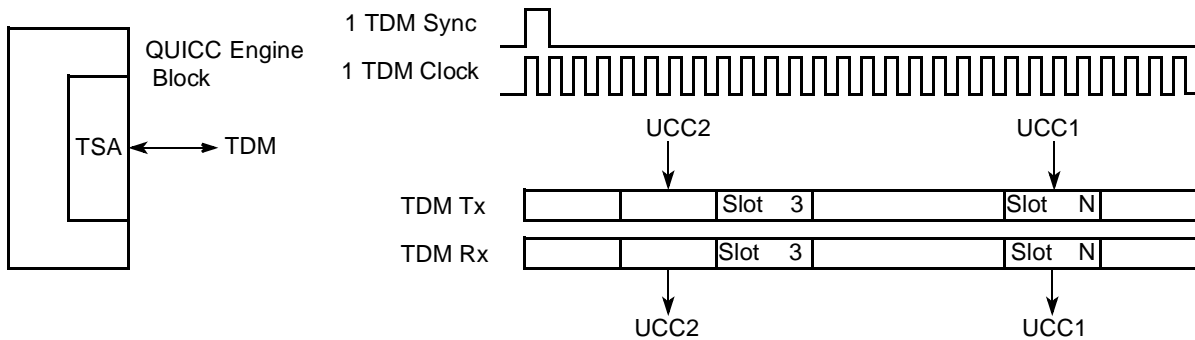 QUICC Engine
Block
TSA
TDM
1 TDM Sync
1 TDM Clock
UCC2
UCC1
TDM Tx
Slot 3
Slot N
TDM Rx
Slot 3
Slot N
UCC2
UCC1